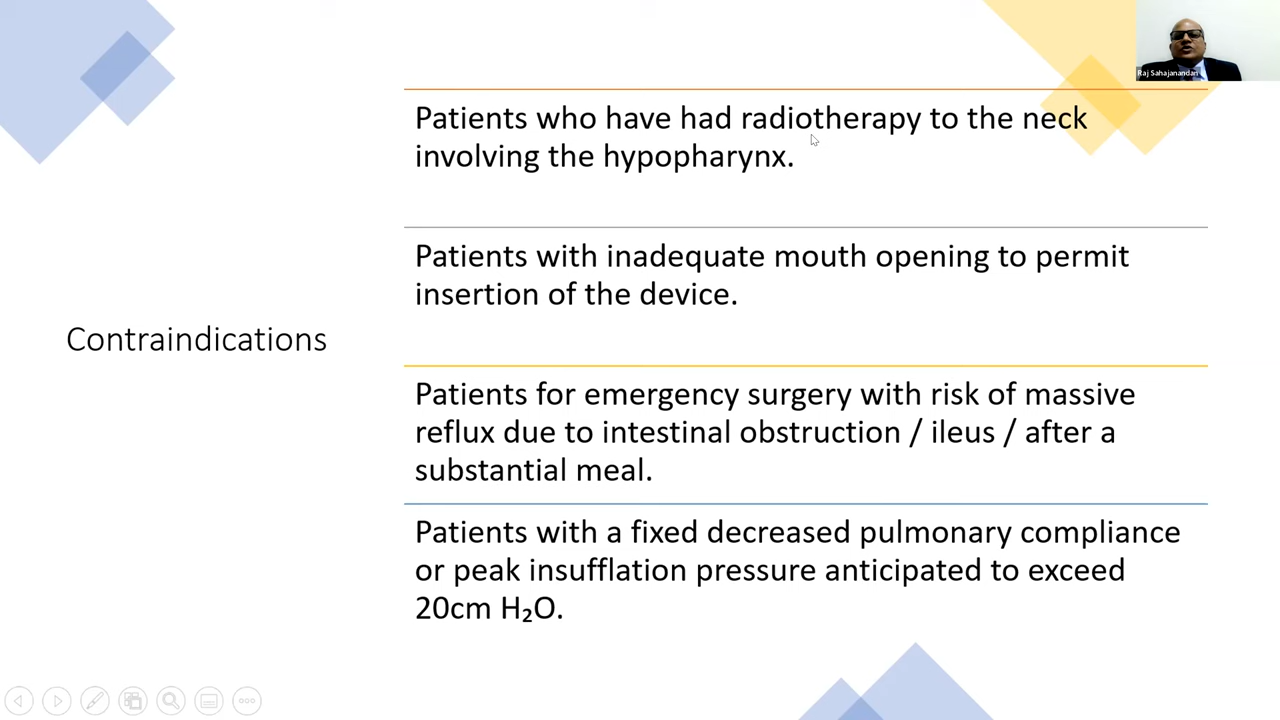 Raj Sahajanandan
Patients who have had radiotherapy to the neck
involving the hypopharynx.
Patients with inadequate mouth opening to permit
insertion of the device.
Contraindications
Patients for emergency surgery with risk of massive
reflux due to intestinal obstruction / ileus / after a
substantial meal.
Patients with a fixed decreased pulmonary compliance
or peak insufflation pressure anticipated to exceed
20cm H₂O.